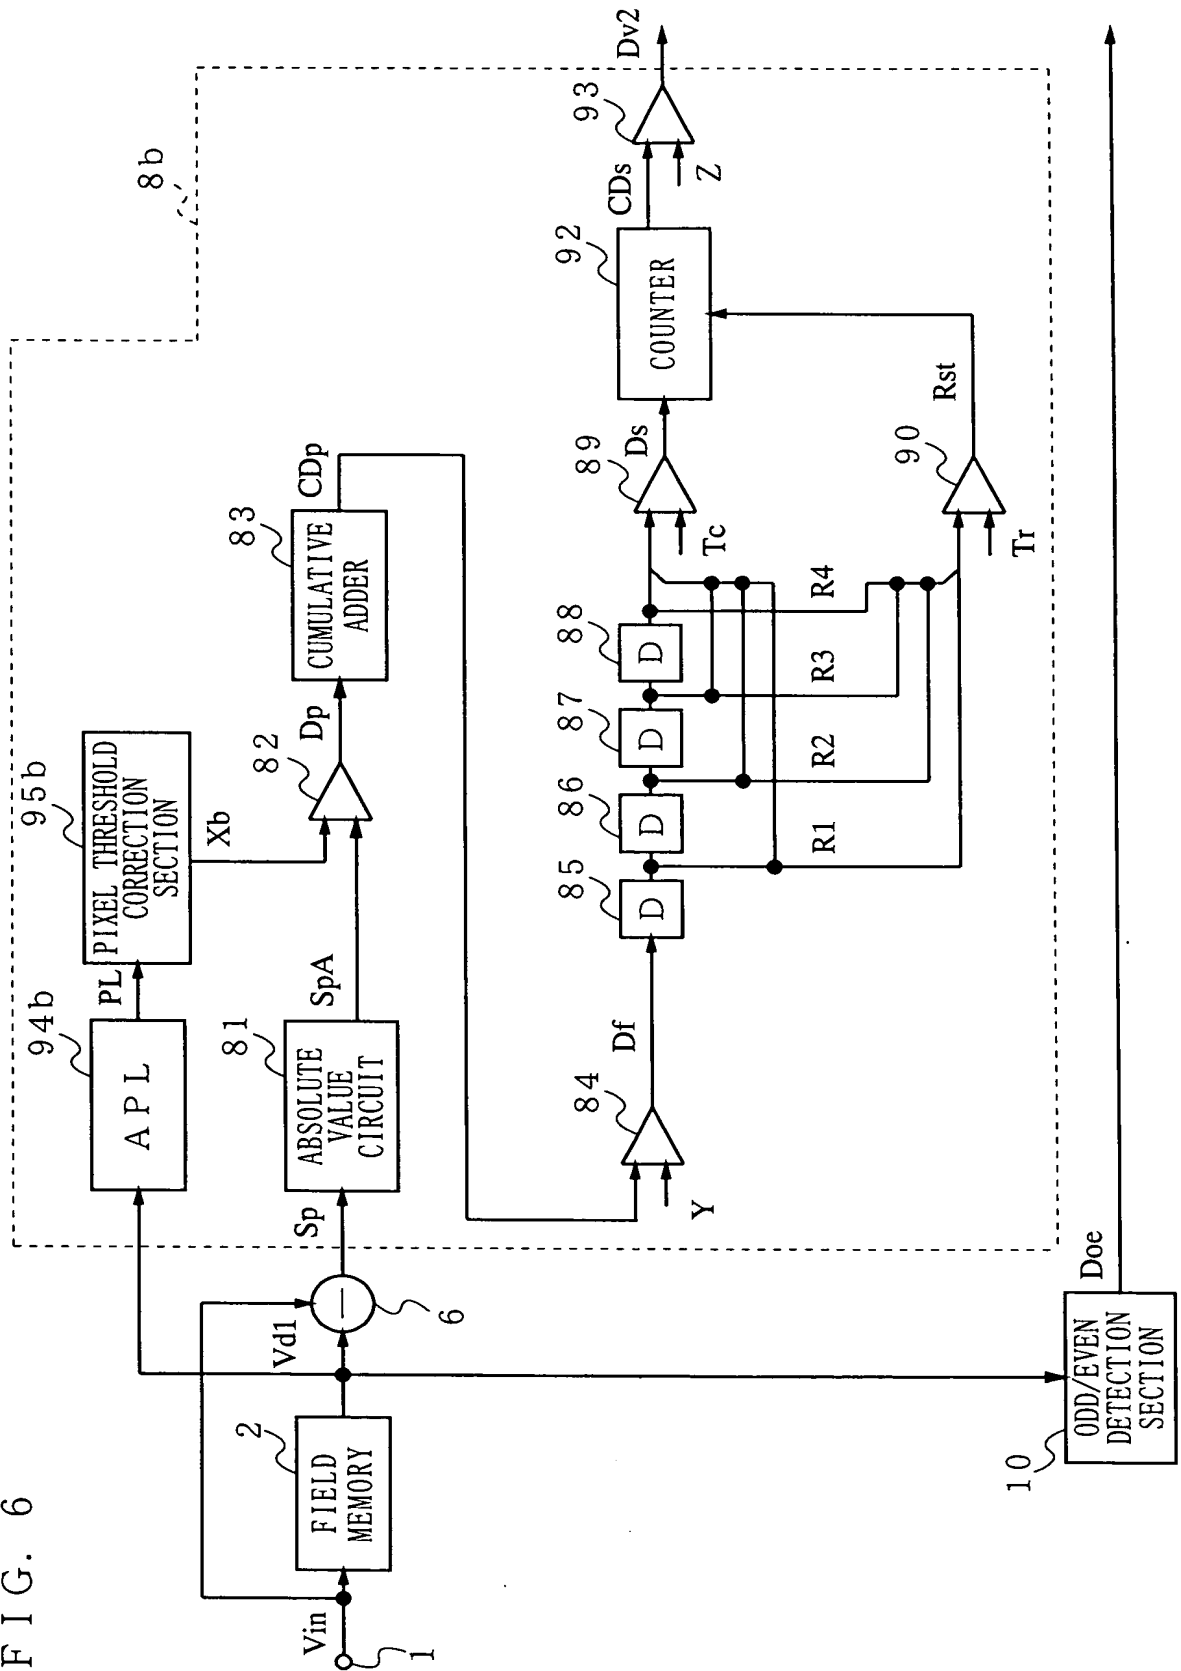 FIG. 6
8b
94b
APL
PL
95b
PIXEL THRESHOLD
CORRECTION
SECTION
Xb
Vin
1
2
FIELD
MEMORY
Vd1
6
Sp
81
ABSOLUTE
VALUE
CIRCUIT
SpA
82
Dp
83
CUMULATIVE
ADDER
CDp
84
Y
Df
85
D
86
D
87
D
88
D
R1
R2
R3
R4
89
Tc
Ds
90
Tr
Rst
92
COUNTER
CDs
93
Z
Dv2
10
ODD/EVEN
DETECTION
SECTION
Doe